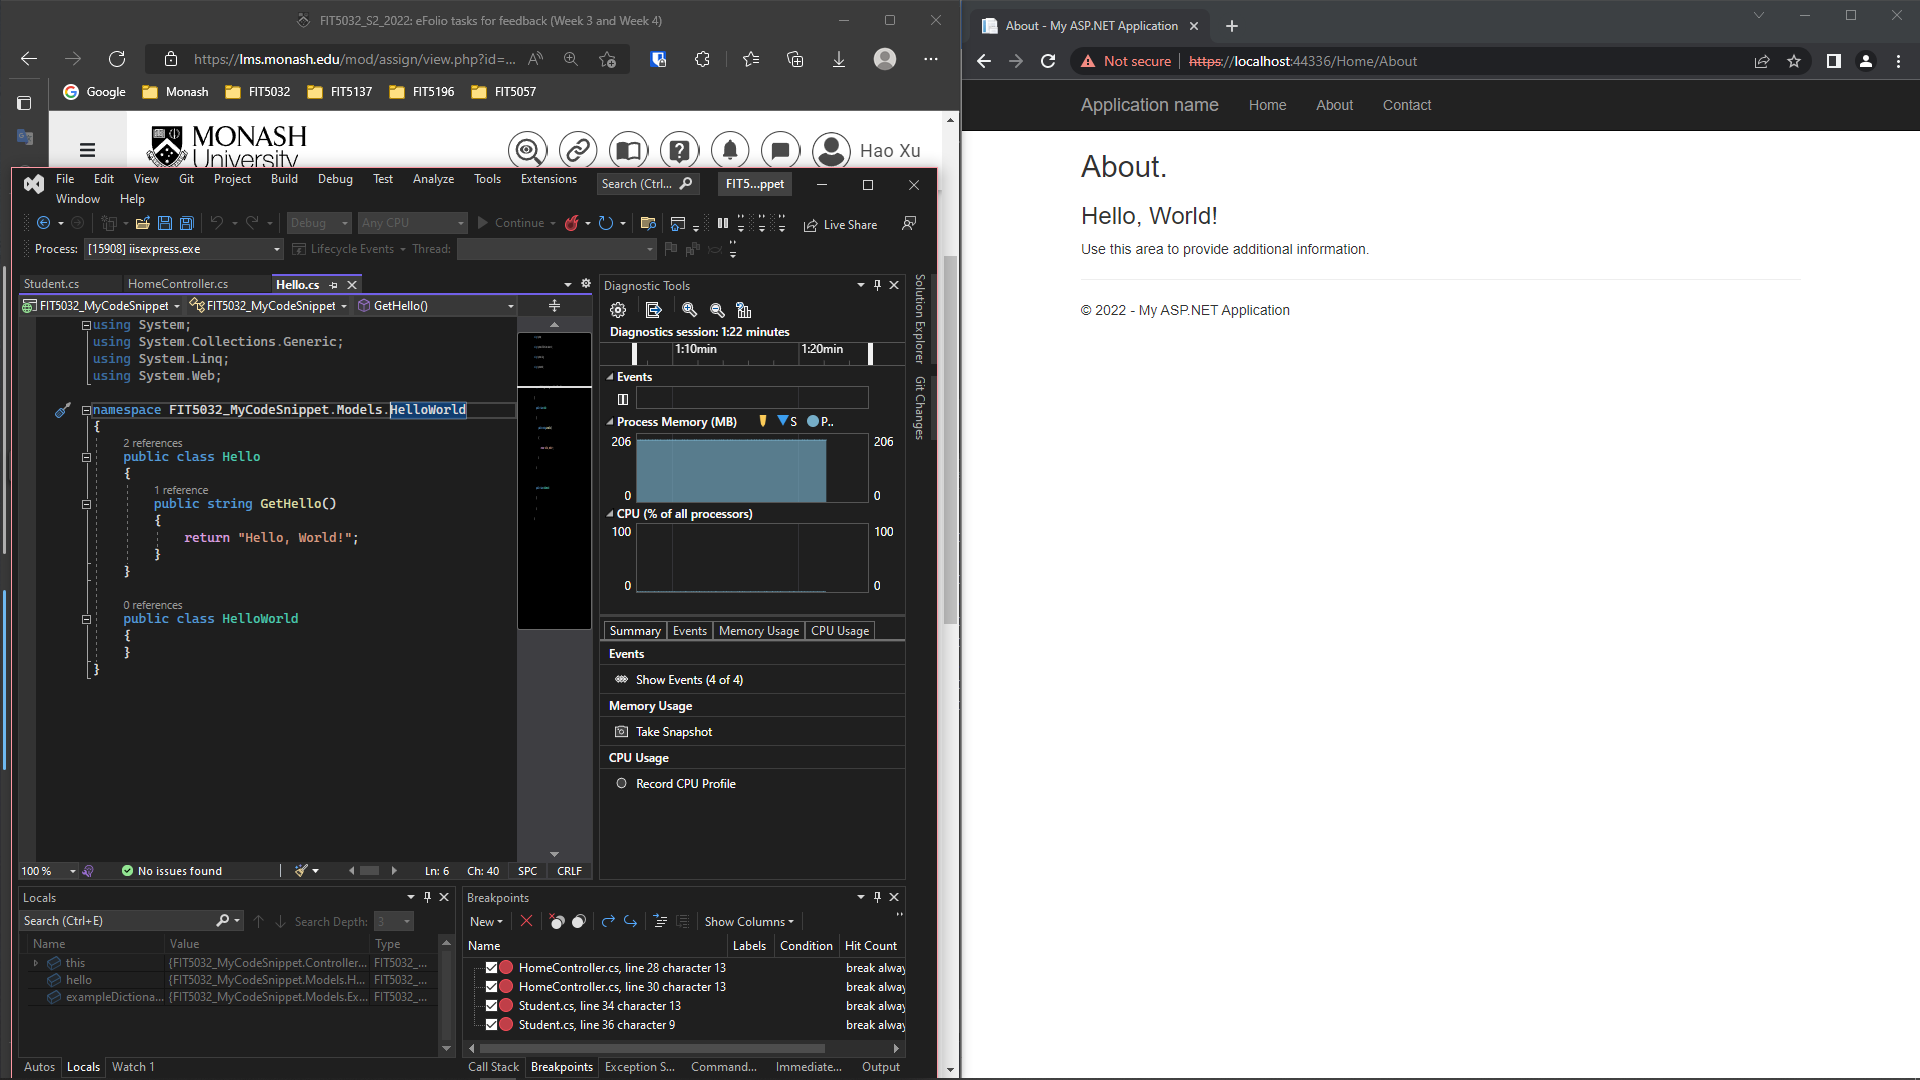 FIT5032_S2_2022: eFolio tasks for feedback (Week 3 and Week 4)
https://lms.monash.edu/mod/assign/view.php?id=...
Google Monash FIT5032 FIT5137 FIT5196 FIT5057
MONASH
University
Hao Xu
File Edit View Git Project Build Debug Test Analyze Tools Extensions
Window Help
Search (Ctrl...
FIT5...ppet
Debug Any CPU Continue Live Share
Process: [15908] iisexpress.exe Lifecycle Events Thread:
Student.cs HomeController.cs Hello.cs
FIT5032_MyCodeSnippet FIT5032_MyCodeSnippet GetHello()
using System;
using System.Collections.Generic;
using System.Linq;
using System.Web;
namespace FIT5032_MyCodeSnippet.Models.HelloWorld
{
2 references
public class Hello
{
1 reference
public string GetHello()
{
return "Hello, World!";
}
}
0 references
public class HelloWorld
{
}
}
100 % No issues found Ln: 6 Ch: 40 SPC CRLF
Diagnostic Tools
Diagnostics session: 1:22 minutes
1:10min 1:20min
Events
Process Memory (MB) S P..
206 206
0 0
CPU (% of all processors)
100 100
0 0
Summary Events Memory Usage CPU Usage
Events
Show Events (4 of 4)
Memory Usage
Take Snapshot
CPU Usage
Record CPU Profile
Solution Explorer
Git Changes
Locals
Search (Ctrl+E) Search Depth: 3
Name Value Type
this {FIT5032_MyCodeSnippet.Controller... FIT5032_...
hello {FIT5032_MyCodeSnippet.Models.H... FIT5032_...
exampleDictiona... {FIT5032_MyCodeSnippet.Models.Ex... FIT5032_...
Autos Locals Watch 1
Breakpoints
New Show Columns
Name Labels Condition Hit Count
HomeController.cs, line 28 character 13 break alway
HomeController.cs, line 30 character 13 break alway
Student.cs, line 34 character 13 break alway
Student.cs, line 36 character 9 break alway
Call Stack Breakpoints Exception S... Command... Immediate... Output
About - My ASP.NET Application
Not secure https://localhost:44336/Home/About
Application name Home About Contact
About.
Hello, World!
Use this area to provide additional information.
© 2022 - My ASP.NET Application